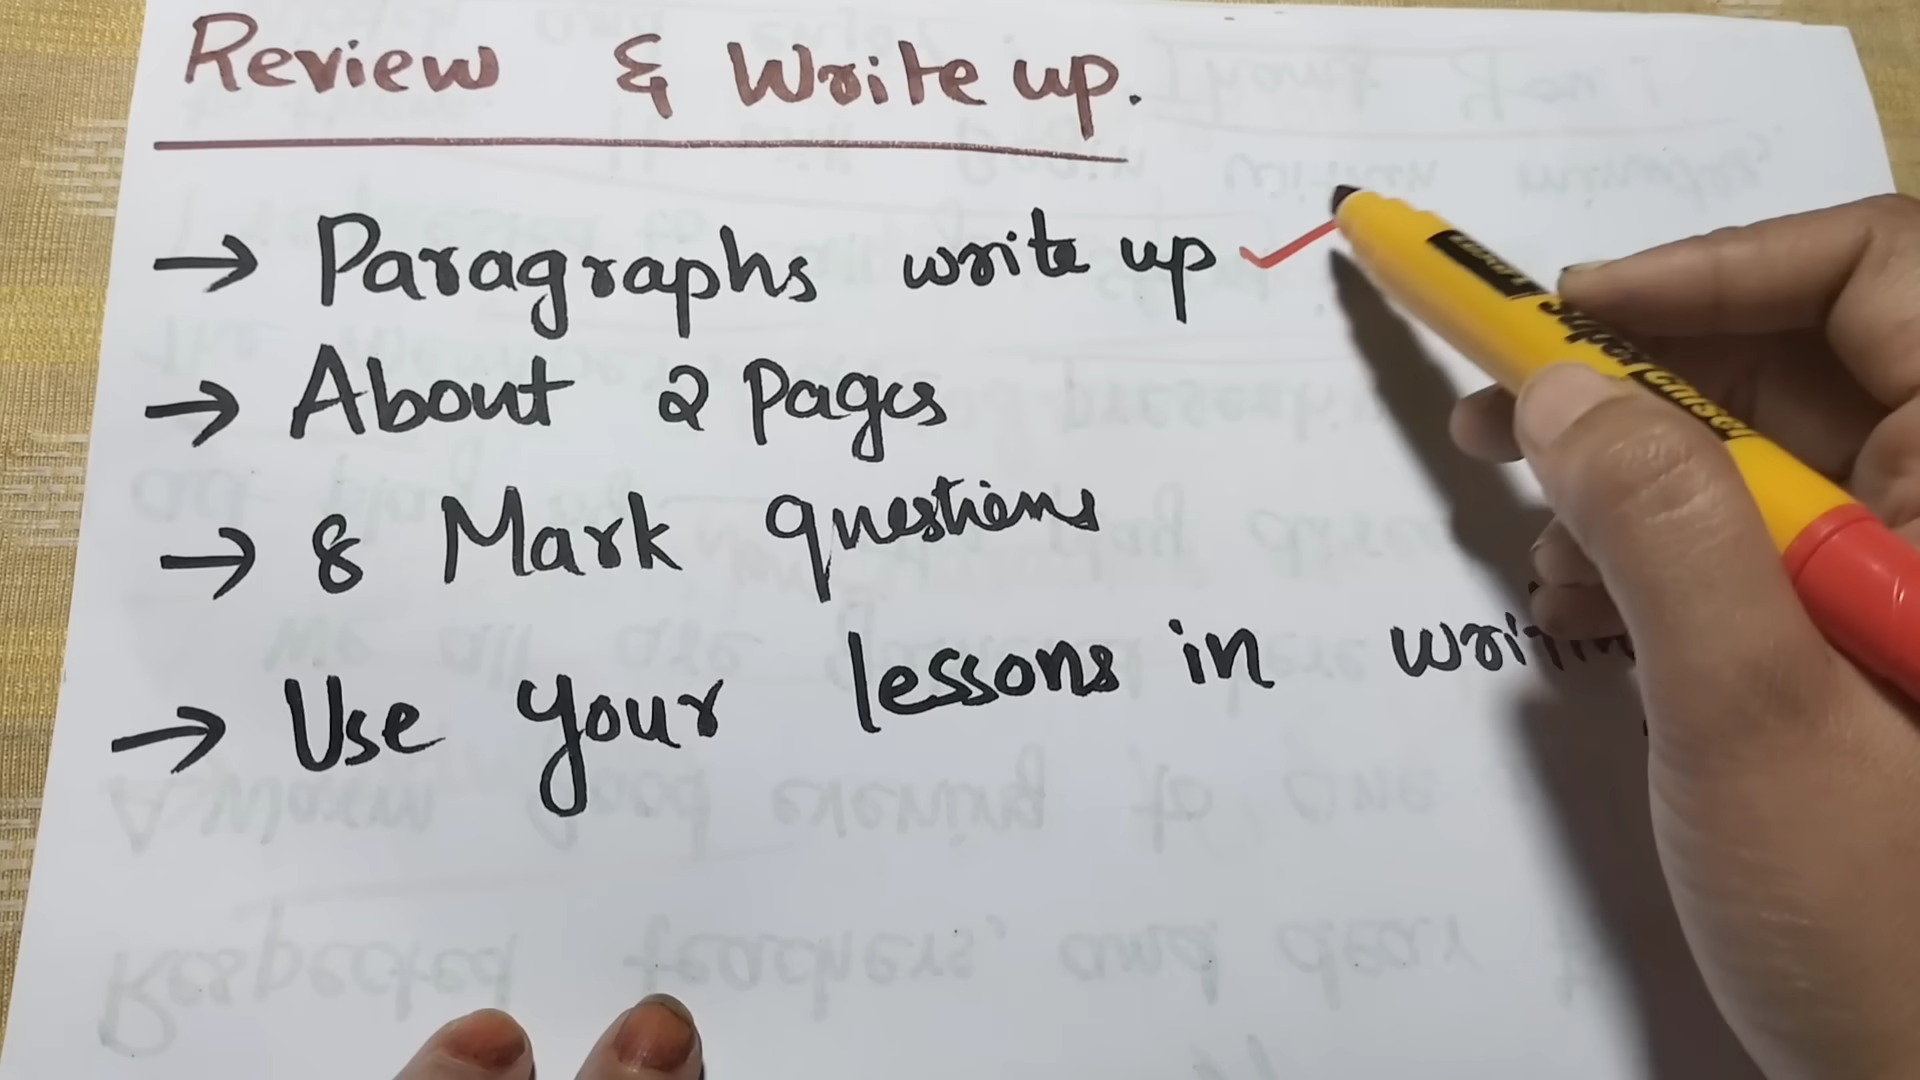 Review & Write up.
→ Paragraphs write up ✓
→ About 2 Pages
→ 8 Mark questions
→ Use your lessons in